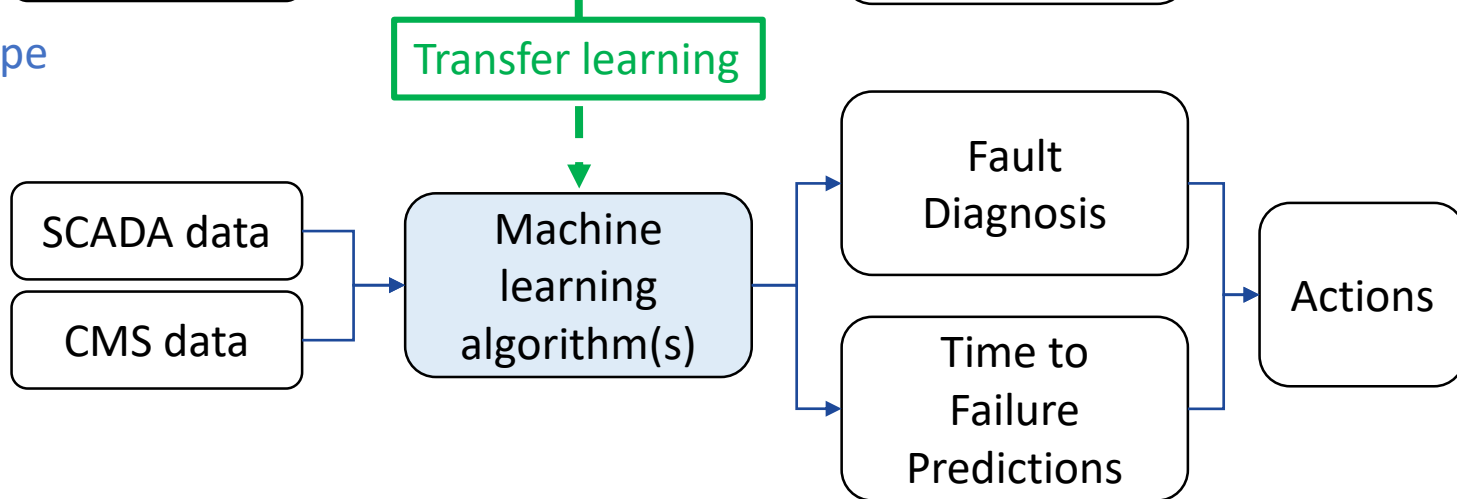 pe
Transfer learning
SCADA data
CMS data
Machine
learning
algorithm(s)
Fault
Diagnosis
Time to
Failure
Predictions
Actions